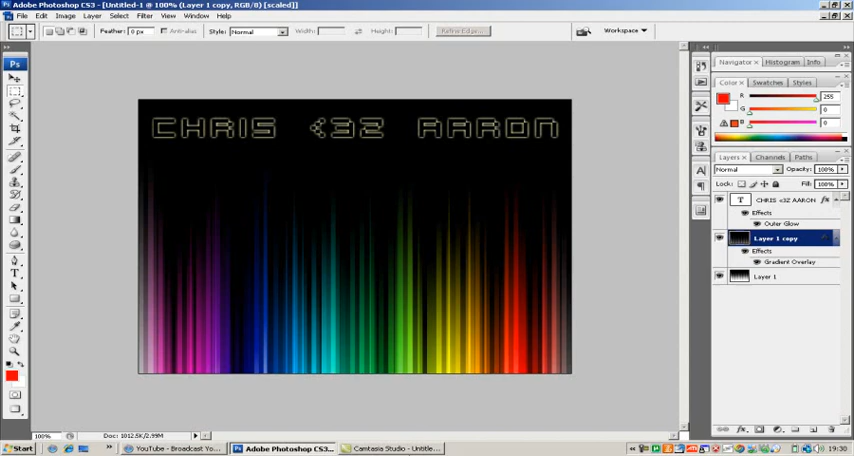 Adobe Photoshop CS3 - [Untitled-1 @ 100% (Layer 1 copy, RGB/8) [scaled]]
File Edit Image Layer Select Filter View Window Help
Feather: 0 px Anti-alias Style: Normal Width: Height: Refine Edge... Workspace
Ps
Navigator Histogram Info
Color Swatches Styles
R 255
G 0
B 0
CHRIS <3Z AARON
Layers Channels Paths
Normal Opacity: 100%
Lock: Fill: 100%
T CHRIS <3Z AARON fx
Effects
Outer Glow
Layer 1 copy
Effects
Gradient Overlay
Layer 1
100% Doc: 1012.5K/2.99M
Start YouTube - Broadcast Yo... Adobe Photoshop CS3... Camtasia Studio - Untitle... 19:30